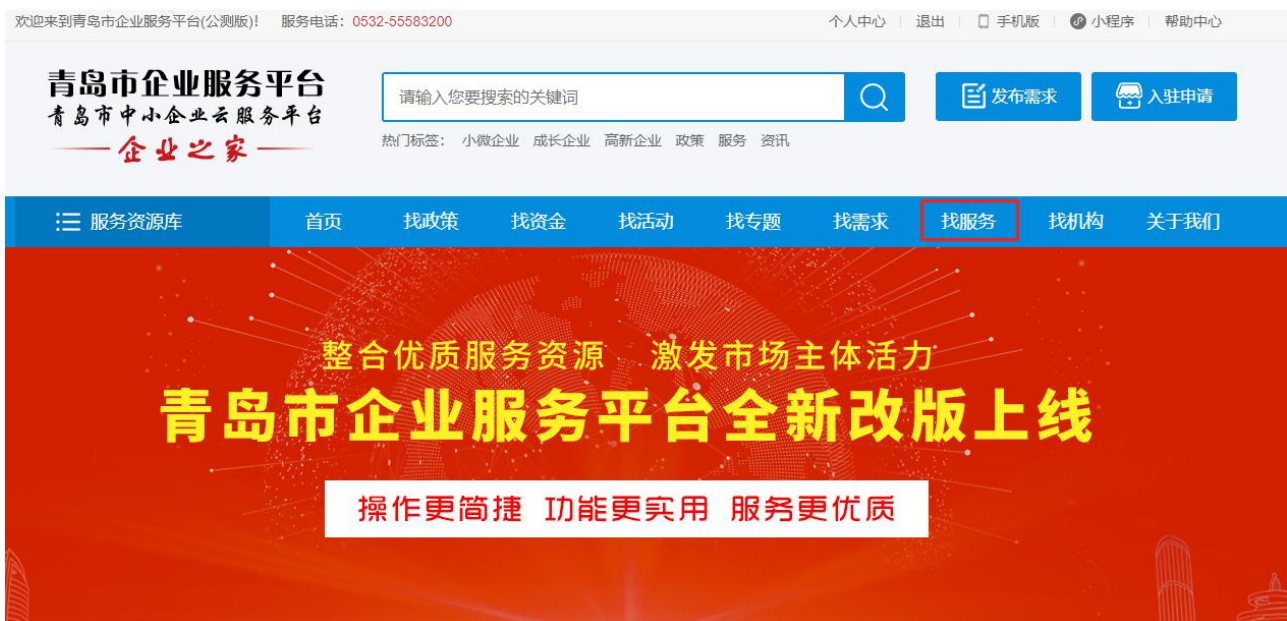 欢迎来到青岛市企业服务平台(公测版)! 服务电话：0532-55583200 个人中心 退出 手机版 小程序 帮助中心
青岛市企业服务平台
青岛市中小企业云服务平台
企业之家
请输入您要搜索的关键词
发布需求 入驻申请
热门标签： 小微企业 成长企业 高新企业 政策 服务 资讯
服务资源库 首页 找政策 找资金 找活动 找专题 找需求 找服务 找机构 关于我们
整合优质服务资源 激发市场主体活力
青岛市企业服务平台全新改版上线
操作更简捷 功能更实用 服务更优质